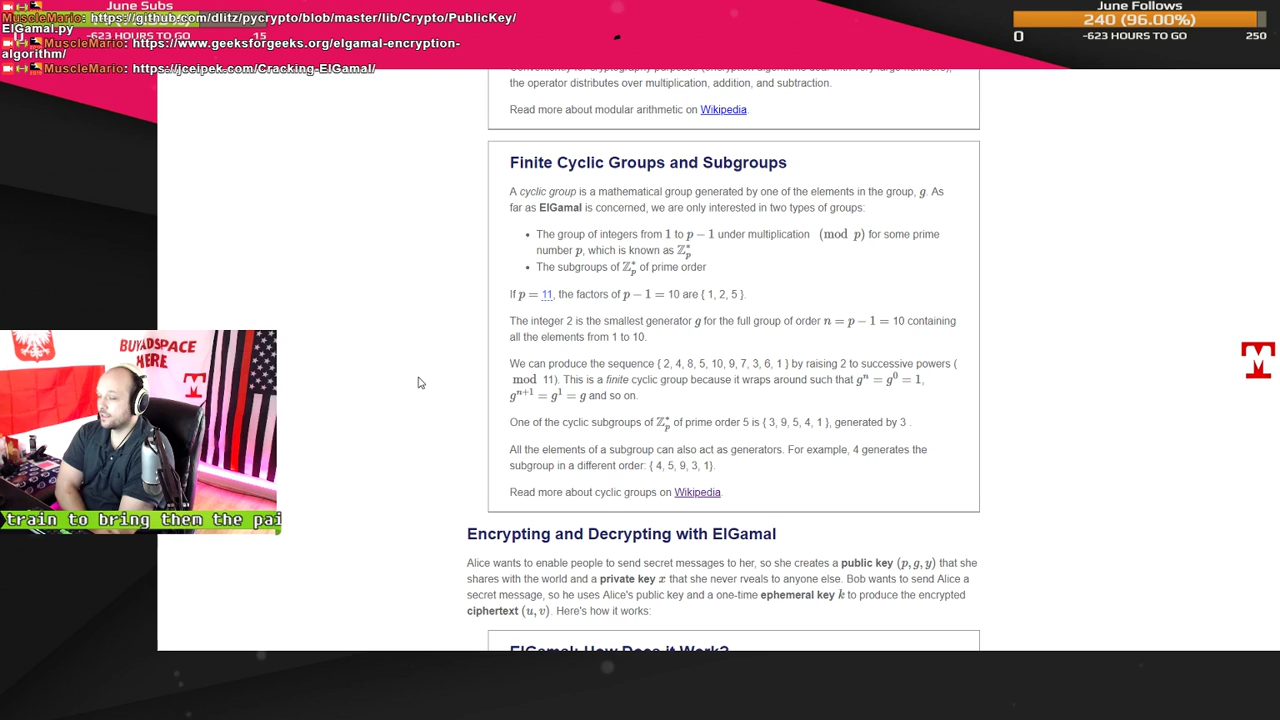 June Subs
MuscleMario: https://github.com/dlitz/pycrypto/blob/master/lib/Crypto/PublicKey/
ElGamal.py
-623 HOURS TO GO 15
MuscleMario: https://www.geeksforgeeks.org/elgamal-encryption-
algorithm/
MuscleMario: https://jceipek.com/Cracking-ElGamal/
June Follows
240 (96.00%)
0 -623 HOURS TO GO 250
the operator distributes over multiplication, addition, and subtraction.
Read more about modular arithmetic on Wikipedia.
Finite Cyclic Groups and Subgroups
A cyclic group is a mathematical group generated by one of the elements in the group, g. As
far as ElGamal is concerned, we are only interested in two types of groups:
• The group of integers from 1 to p − 1 under multiplication (mod p) for some prime
number p, which is known as ℤ*ₚ
• The subgroups of ℤ*ₚ of prime order
If p = 11, the factors of p − 1 = 10 are { 1, 2, 5 }.
The integer 2 is the smallest generator g for the full group of order n = p − 1 = 10 containing
all the elements from 1 to 10.
We can produce the sequence { 2, 4, 8, 5, 10, 9, 7, 3, 6, 1 } by raising 2 to successive powers (
mod 11). This is a finite cyclic group because it wraps around such that gⁿ = g⁰ = 1,
gⁿ⁺¹ = g¹ = g and so on.
One of the cyclic subgroups of ℤ*ₚ of prime order 5 is { 3, 9, 5, 4, 1 }, generated by 3 .
All the elements of a subgroup can also act as generators. For example, 4 generates the
subgroup in a different order: { 4, 5, 9, 3, 1}.
Read more about cyclic groups on Wikipedia.
Encrypting and Decrypting with ElGamal
Alice wants to enable people to send secret messages to her, so she creates a public key (p, g, y) that she
shares with the world and a private key x that she never rveals to anyone else. Bob wants to send Alice a
secret message, so he uses Alice's public key and a one-time ephemeral key k to produce the encrypted
ciphertext (u, v). Here's how it works:
ElGamal: How Does it Work?
BUY ADSPACE
HERE
train to bring them the pai